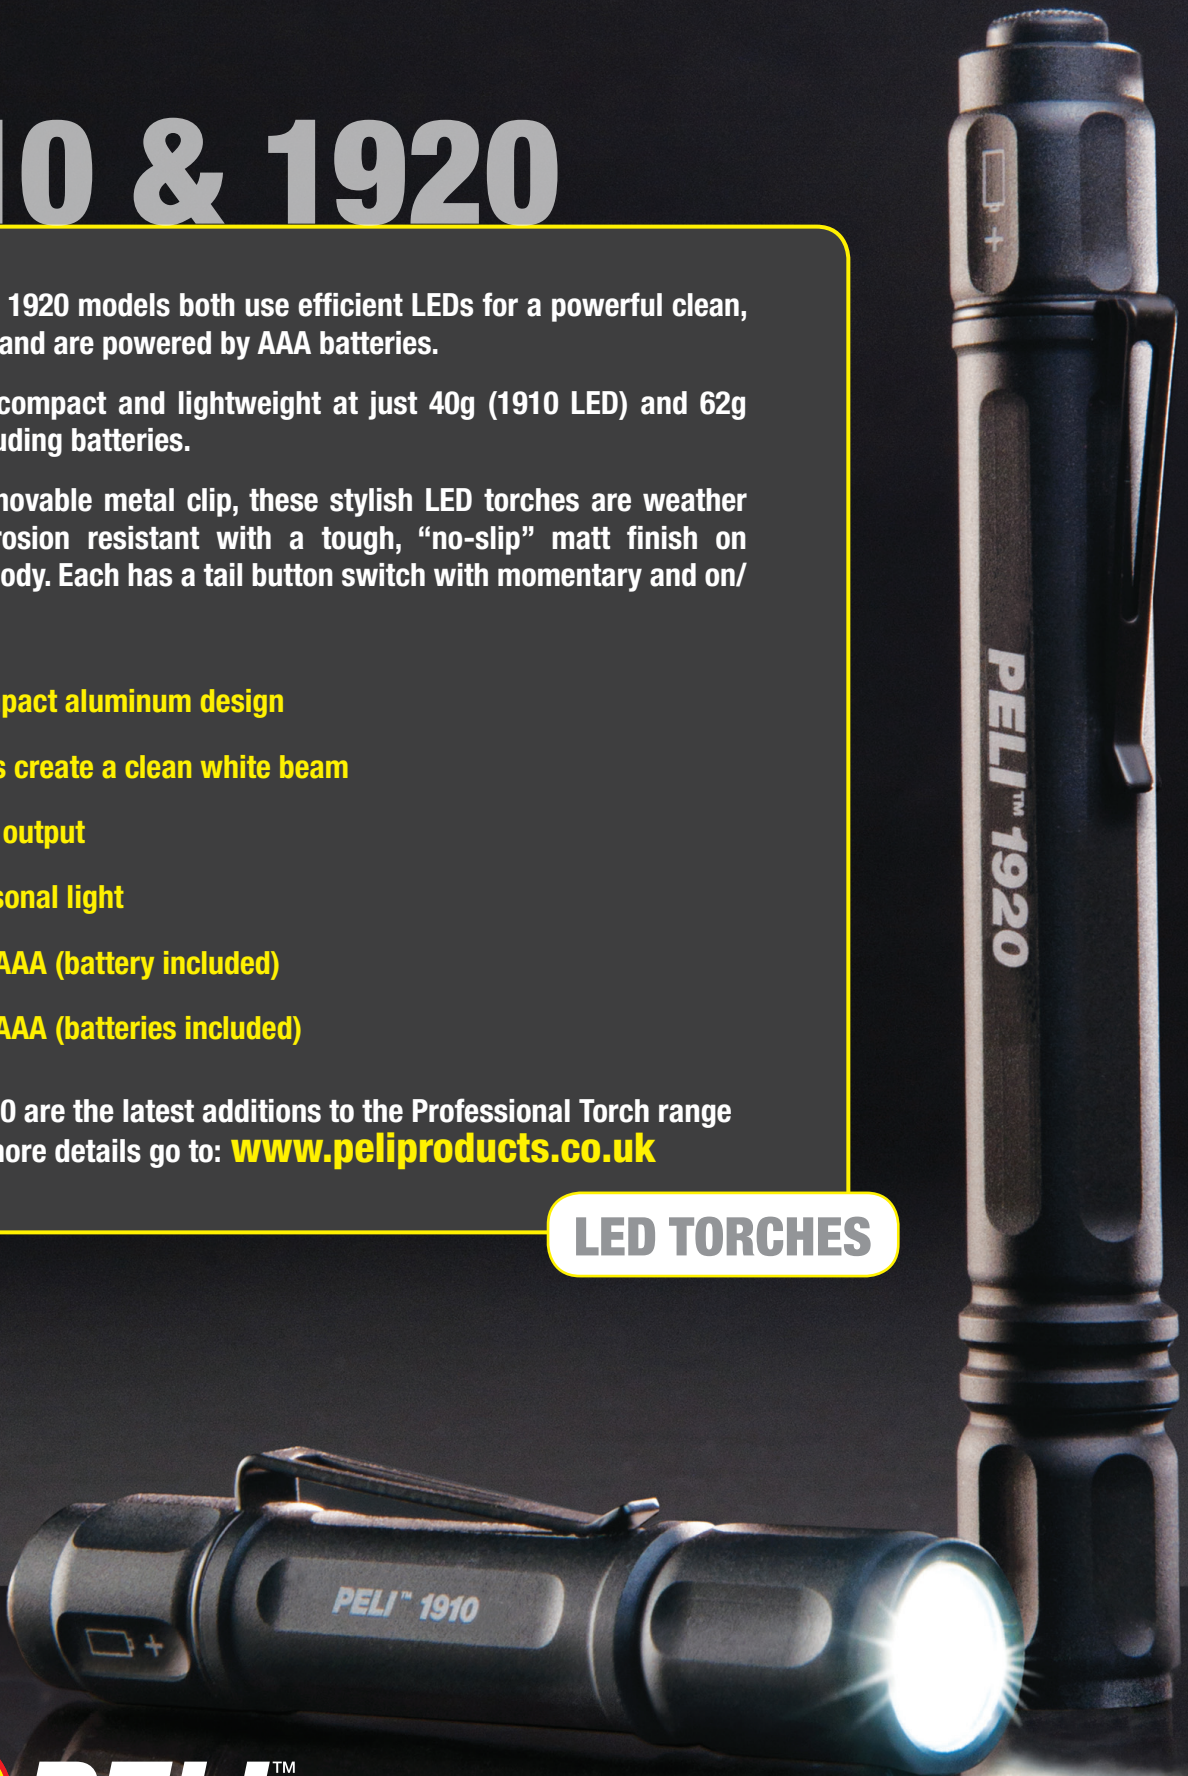 10 & 1920
1920 models both use efficient LEDs for a powerful clean,
and are powered by AAA batteries.
compact and lightweight at just 40g (1910 LED) and 62g
uding batteries.
movable metal clip, these stylish LED torches are weather
rosion resistant with a tough, “no-slip” matt finish on
ody. Each has a tail button switch with momentary and on/
pact aluminum design
s create a clean white beam
output
sonal light
AAA (battery included)
AAA (batteries included)
0 are the latest additions to the Professional Torch range
more details go to: www.peliproducts.co.uk
LED TORCHES
PELI™ 1920
PELI™ 1910
PELI™